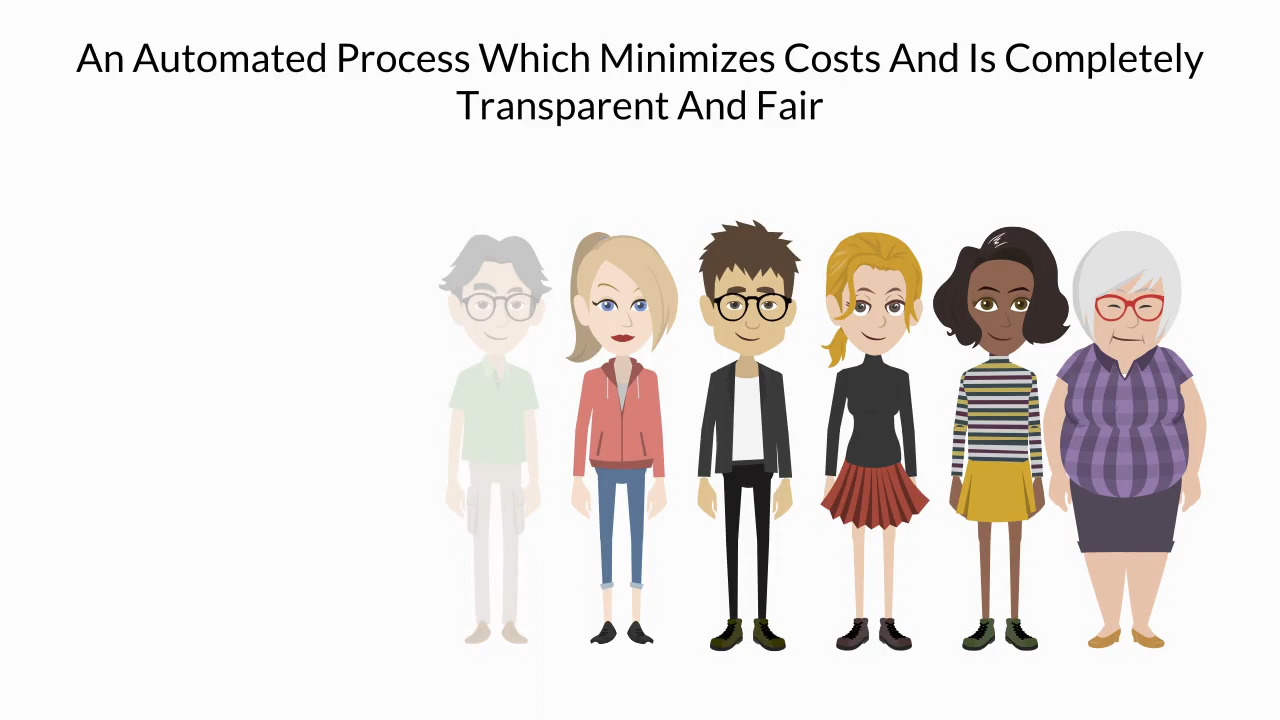 An Automated Process Which Minimizes Costs And Is Completely
Transparent And Fair